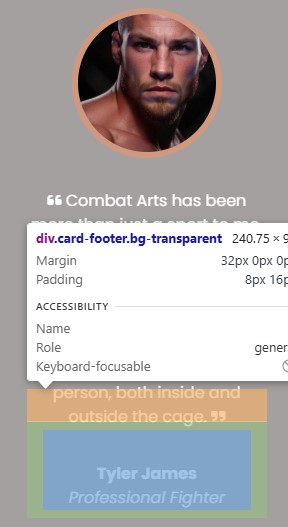 ❝ Combat Arts has been
more than just a sport to me
div.card-footer.bg-transparent 240.75 × 9
Margin 32px 0px 0p
Padding 8px 16p
ACCESSIBILITY
Name
Role gener
Keyboard-focusable
person, both inside and
outside the cage. ❞
Tyler James
Professional Fighter